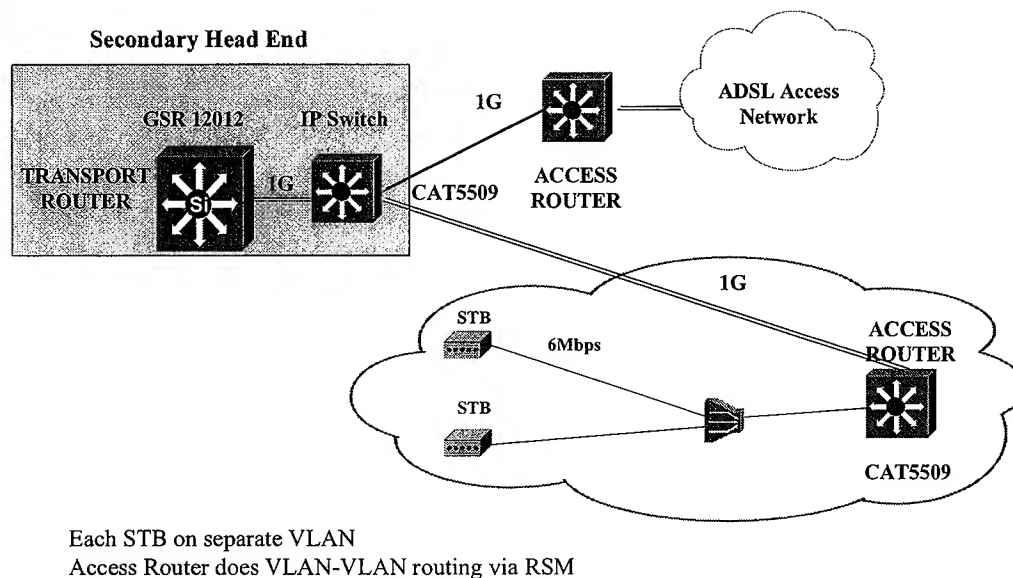 Secondary Head End
GSR 12012
IP Switch
TRANSPORT
ROUTER
Si
1G
1G
CAT5509
ACCESS
ROUTER
ADSL Access
Network
1G
STB
6Mbps
STB
ACCESS
ROUTER
CAT5509
Each STB on separate VLAN
Access Router does VLAN-VLAN routing via RSM